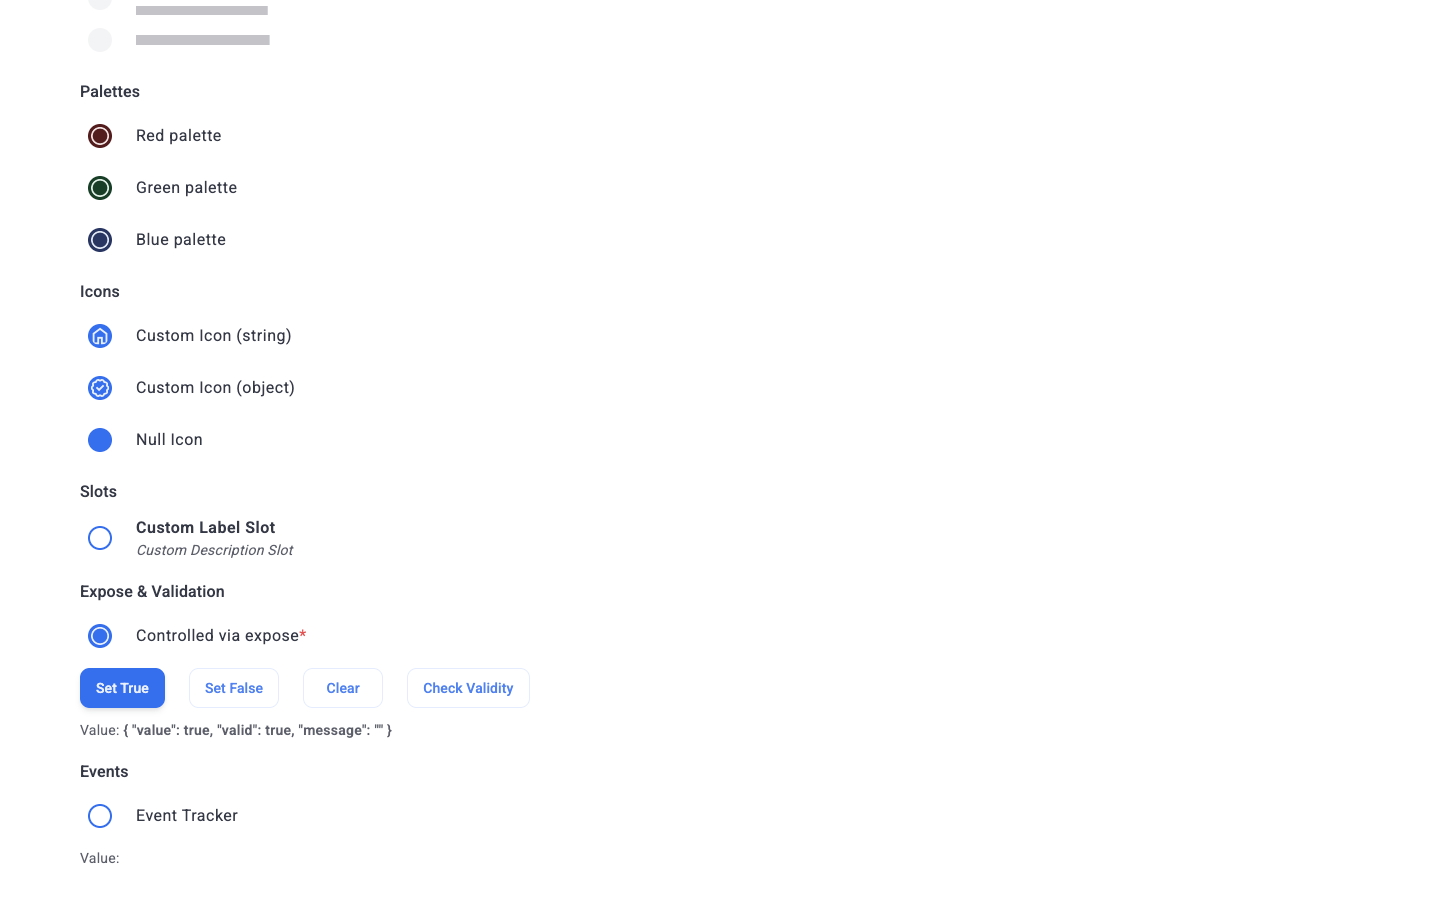 Palettes
Red palette
Green palette
Blue palette
Icons
Custom Icon (string)
Custom Icon (object)
Null Icon
Slots
Custom Label Slot
Custom Description Slot
Expose & Validation
Controlled via expose*
Set True Set False Clear Check Validity
Value: { "value": true, "valid": true, "message": "" }
Events
Event Tracker
Value: